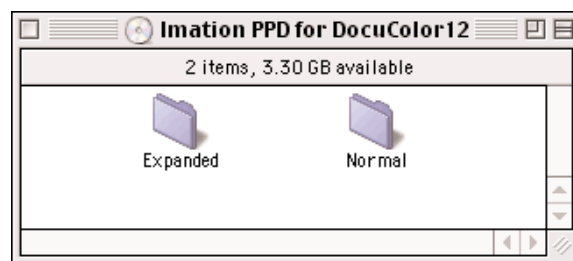 Imation PPD for DocuColor12
2 items, 3.30 GB available
Expanded Normal